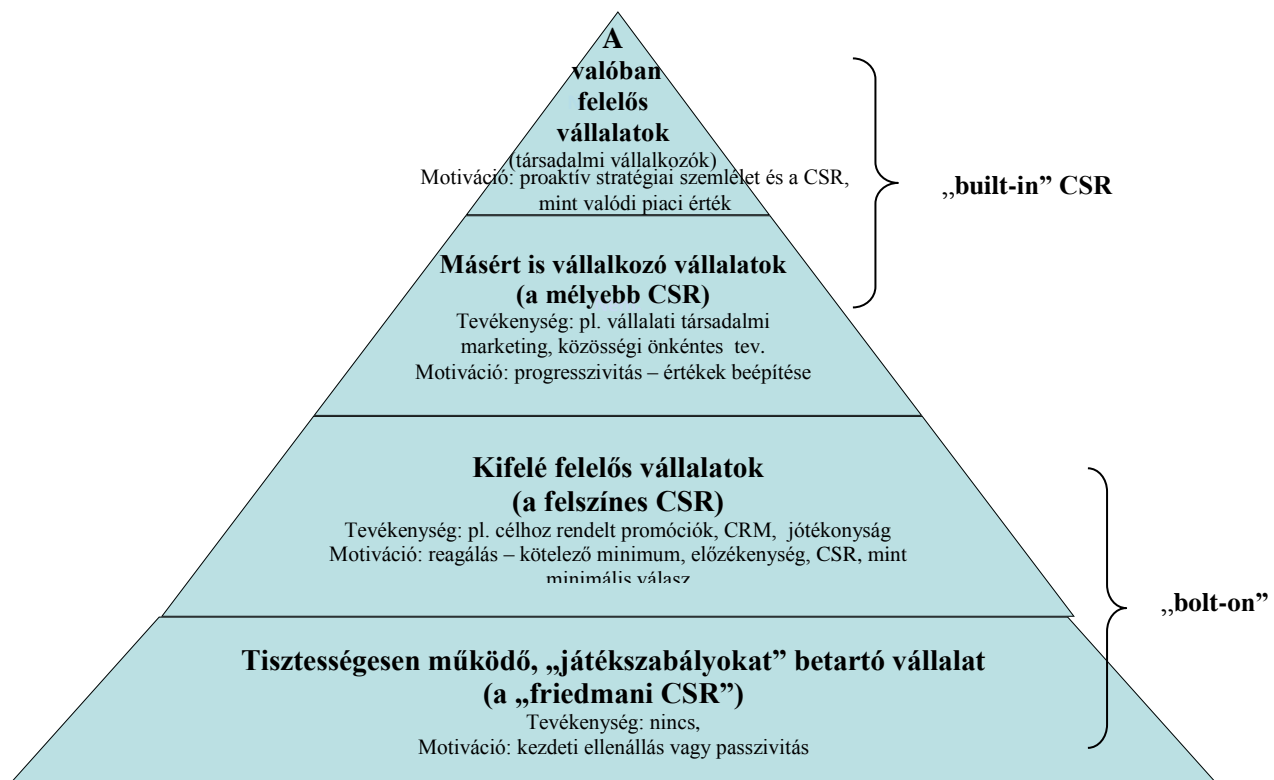 A
valóban
felelős
vállalatok
(társadalmi vállalkozók)
Motiváció: proaktív stratégiai szemlélet és a CSR,
mint valódi piaci érték
„built-in” CSR
Másért is vállalkozó vállalatok
(a mélyebb CSR)
Tevékenység: pl. vállalati társadalmi
marketing, közösségi önkéntes tev.
Motiváció: progresszivitás – értékek beépítése
Kifelé felelős vállalatok
(a felszínes CSR)
Tevékenység: pl. célhoz rendelt promóciók, CRM, jótékonyság
Motiváció: reagálás – kötelező minimum, előzékenység, CSR, mint
minimális válasz
„bolt-on”
Tisztességesen működő, „játékszabályokat” betartó vállalat
(a „friedmani CSR”)
Tevékenység: nincs,
Motiváció: kezdeti ellenállás vagy passzivitás